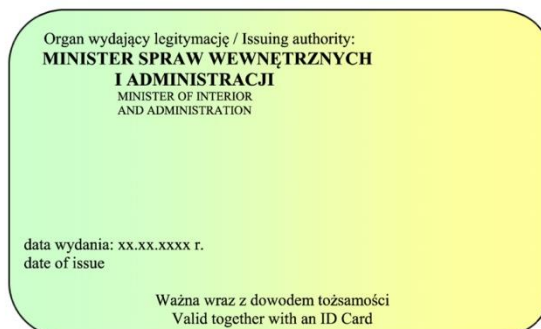 Organ wydający legitymację / Issuing authority:
MINISTER SPRAW WEWNĘTRZNYCH
I ADMINISTRACJI
MINISTER OF INTERIOR
AND ADMINISTRATION
data wydania: xx.xx.xxxx r.
date of issue
Ważna wraz z dowodem tożsamości
Valid together with an ID Card